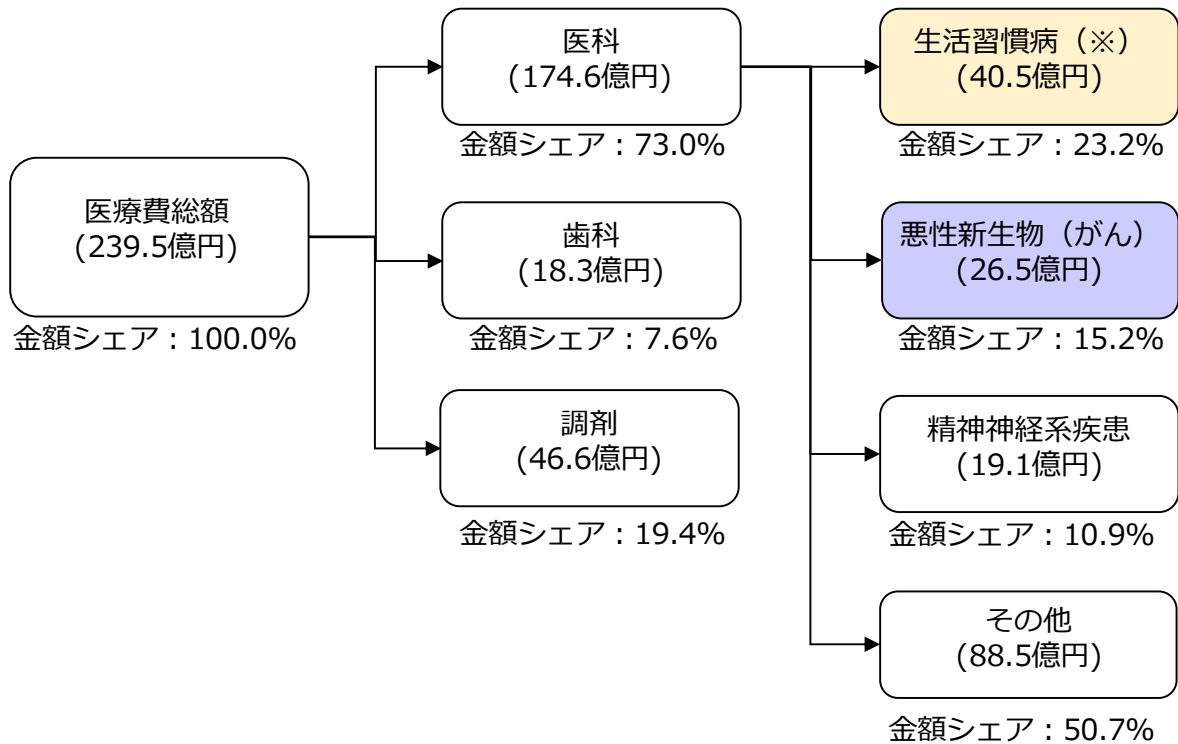 医療費総額
(239.5億円)
金額シェア：100.0%
医科
(174.6億円)
金額シェア：73.0%
歯科
(18.3億円)
金額シェア：7.6%
調剤
(46.6億円)
金額シェア：19.4%
生活習慣病（※）
(40.5億円)
金額シェア：23.2%
悪性新生物（がん）
(26.5億円)
金額シェア：15.2%
精神神経系疾患
(19.1億円)
金額シェア：10.9%
その他
(88.5億円)
金額シェア：50.7%